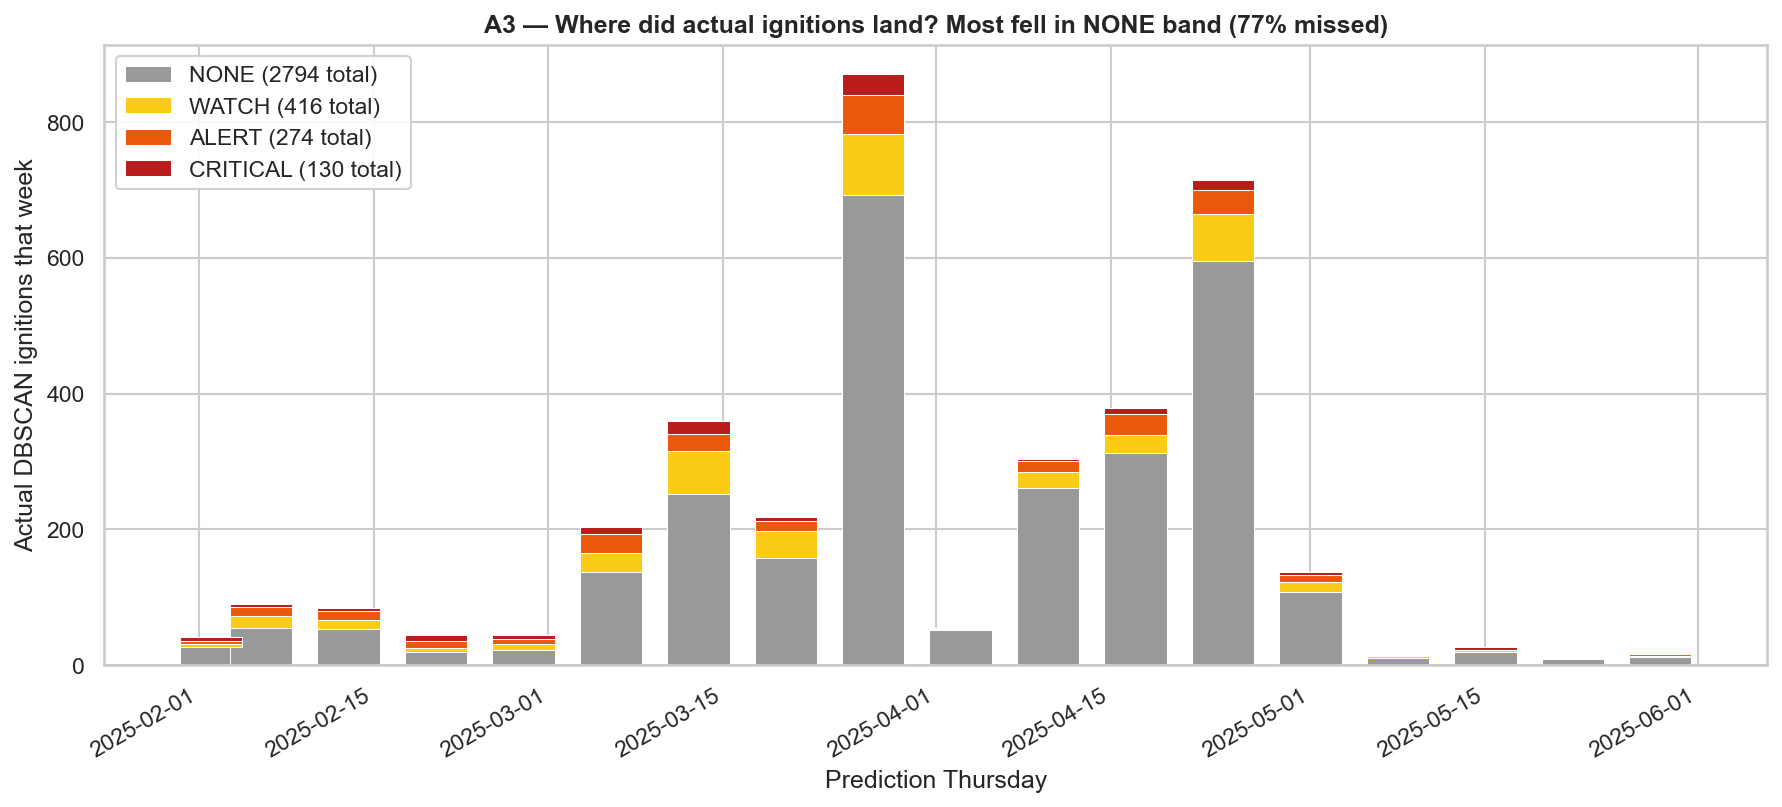 A3 — Where did actual ignitions land? Most fell in NONE band (77% missed)
NONE (2794 total)
WATCH (416 total)
ALERT (274 total)
CRITICAL (130 total)
Actual DBSCAN ignitions that week
800
600
400
200
0
2025-02-01
2025-02-15
2025-03-01
2025-03-15
2025-04-01
2025-04-15
2025-05-01
2025-05-15
2025-06-01
Prediction Thursday